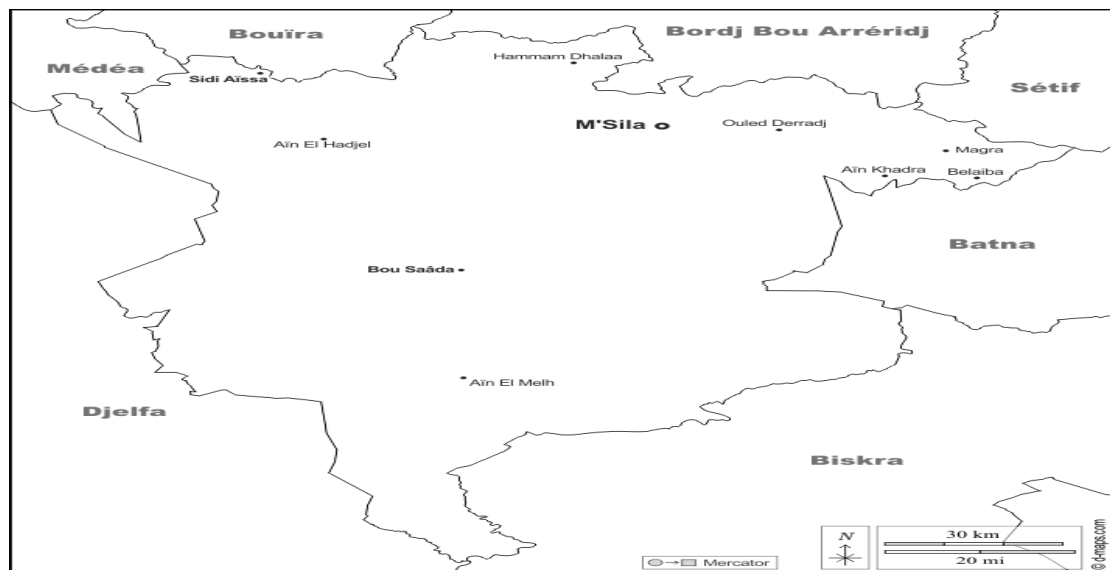 Bouïra
Bordj Bou Arréridj
Hammam Dhalaa
Médéa
Sidi Aïssa
Sétif
M'Sila
Ouled Derradj
Aïn El Hadjel
Magra
Aïn Khadra
Belaiba
Batna
Bou Saâda
Aïn El Melh
Djelfa
Biskra
N
30 km
20 mi
Mercator
© d-maps.com